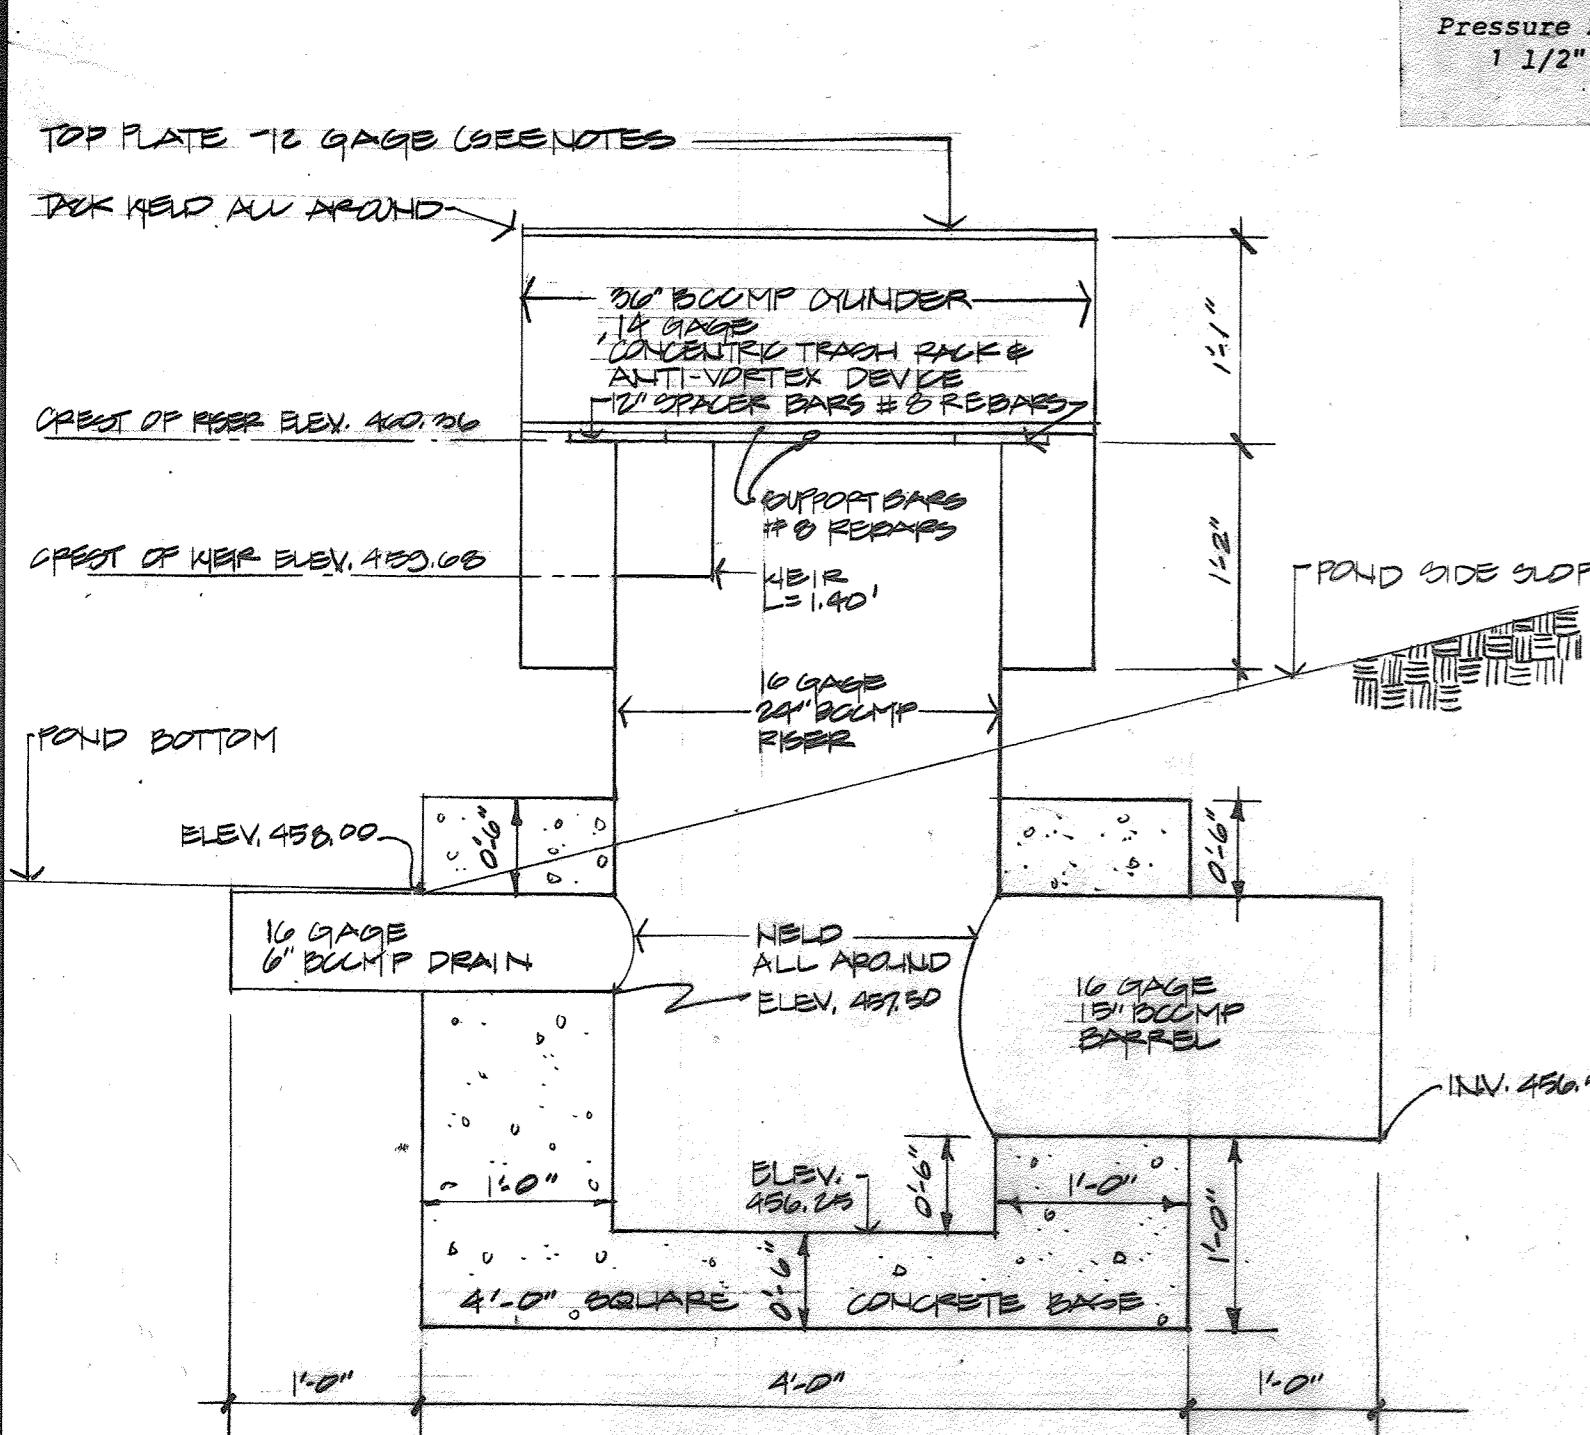 Pressure
1 1/2"
TOP PLATE - 12 GAGE (SEE NOTES
TACK WELD ALL AROUND
36" BCCMP CYLINDER
14 GAGE
CONCENTRIC TRASH RACK &
ANTI-VORTEX DEVICE
12" SPACER BARS # 8 REBARS
1'-1"
CREST OF RISER ELEV. 460.36
SUPPORT BARS
# 8 REBARS
1'-2"
CREST OF WEIR ELEV. 459.68
WEIR
L= 1.40'
POND SIDE SLOP
16 GAGE
24" BCCMP
RISER
POND BOTTOM
ELEV. 458.00
0'-6"
0'-6"
16 GAGE
6" BCCMP DRAIN
WELD
ALL AROUND
ELEV. 457.50
16 GAGE
15" BCCMP
BARREL
INV. 456.
1'-0"
ELEV.
456.25
0'-6"
1'-0"
1'-0"
0'-6"
4'-0" SQUARE CONCRETE BASE
1'-0"
4'-0"
1'-0"